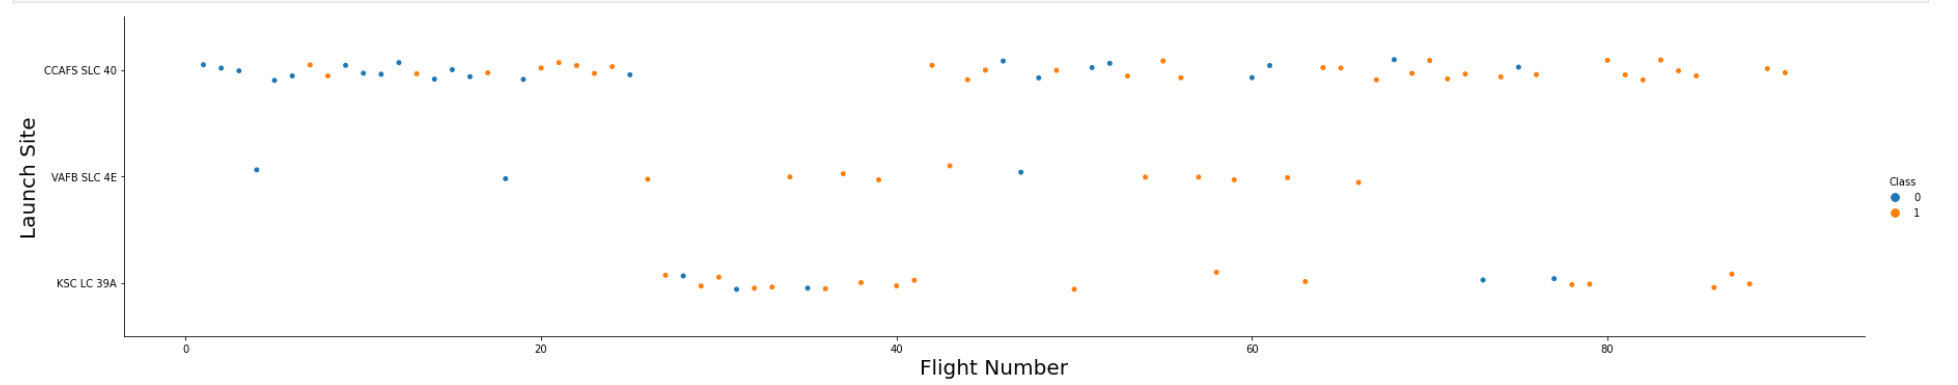 Launch Site
CCAFS SLC 40
VAFB SLC 4E
KSC LC 39A
0 20 40 60 80
Flight Number
Class
0
1